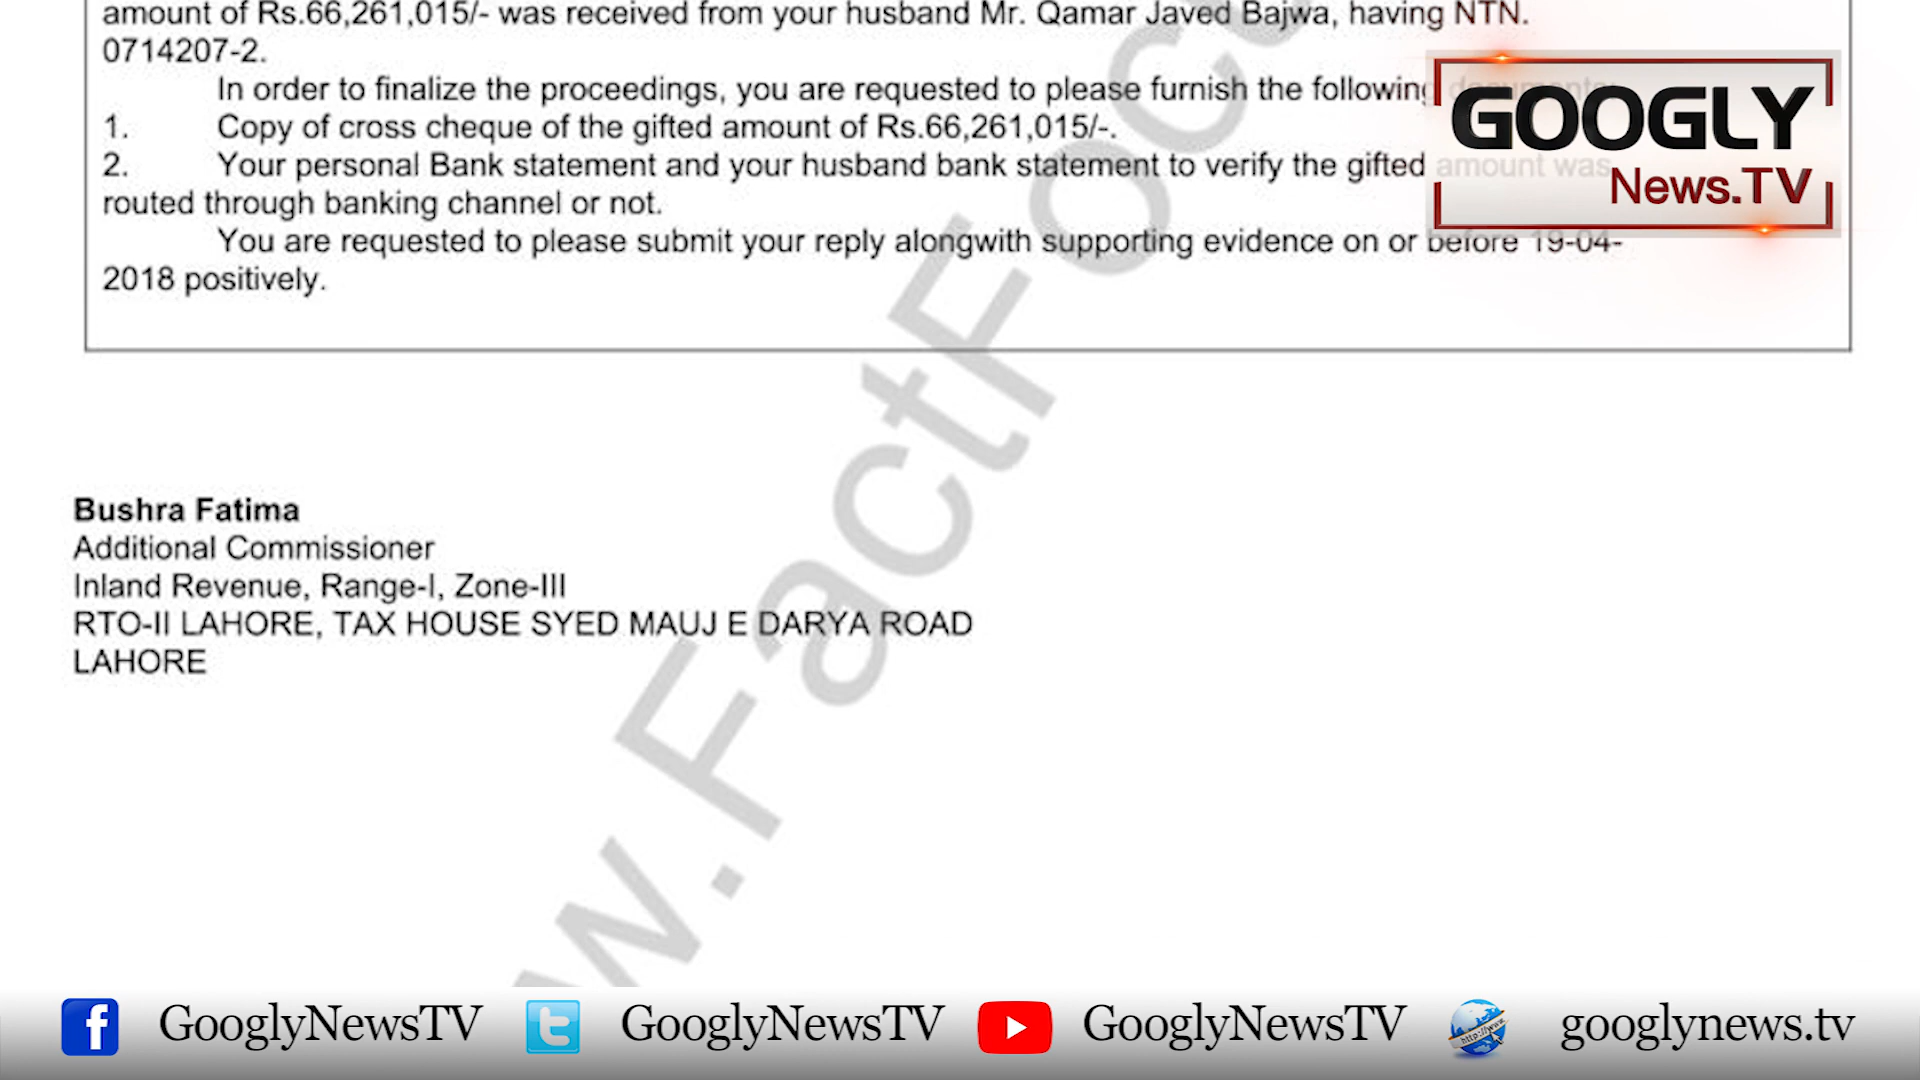 amount of Rs.66,261,015/- was received from your husband Mr. Qamar Javed Bajwa, having NTN.
0714207-2.
In order to finalize the proceedings, you are requested to please furnish the following documents:
1. Copy of cross cheque of the gifted amount of Rs.66,261,015/-.
2. Your personal Bank statement and your husband bank statement to verify the gifted amount was
routed through banking channel or not.
You are requested to please submit your reply alongwith supporting evidence on or before 19-04-
2018 positively.
GOOGLY
News.TV
w.FactFocu
Bushra Fatima
Additional Commissioner
Inland Revenue, Range-I, Zone-III
RTO-II LAHORE, TAX HOUSE SYED MAUJ E DARYA ROAD
LAHORE
GooglyNewsTV
GooglyNewsTV
GooglyNewsTV
http://www.
googlynews.tv